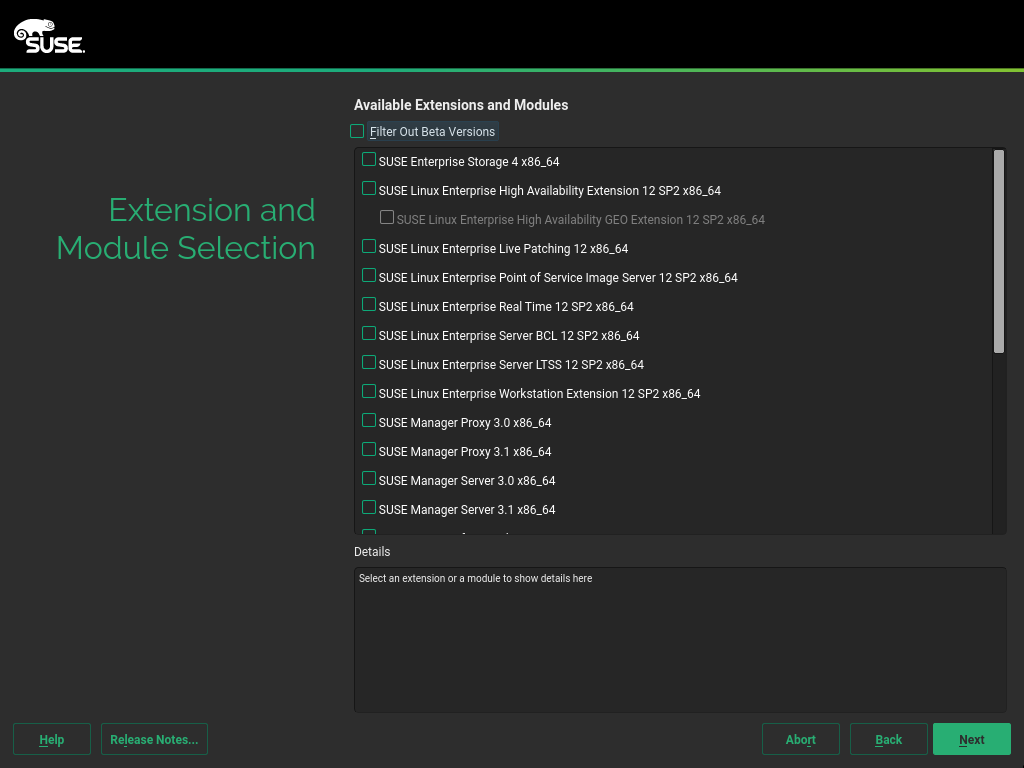 SUSE.
Available Extensions and Modules
Filter Out Beta Versions
Extension and
Module Selection
SUSE Enterprise Storage 4 x86_64
SUSE Linux Enterprise High Availability Extension 12 SP2 x86_64
SUSE Linux Enterprise High Availability GEO Extension 12 SP2 x86_64
SUSE Linux Enterprise Live Patching 12 x86_64
SUSE Linux Enterprise Point of Service Image Server 12 SP2 x86_64
SUSE Linux Enterprise Real Time 12 SP2 x86_64
SUSE Linux Enterprise Server BCL 12 SP2 x86_64
SUSE Linux Enterprise Server LTSS 12 SP2 x86_64
SUSE Linux Enterprise Workstation Extension 12 SP2 x86_64
SUSE Manager Proxy 3.0 x86_64
SUSE Manager Proxy 3.1 x86_64
SUSE Manager Server 3.0 x86_64
SUSE Manager Server 3.1 x86_64
Details
Select an extension or a module to show details here
Help
Release Notes...
Abort
Back
Next